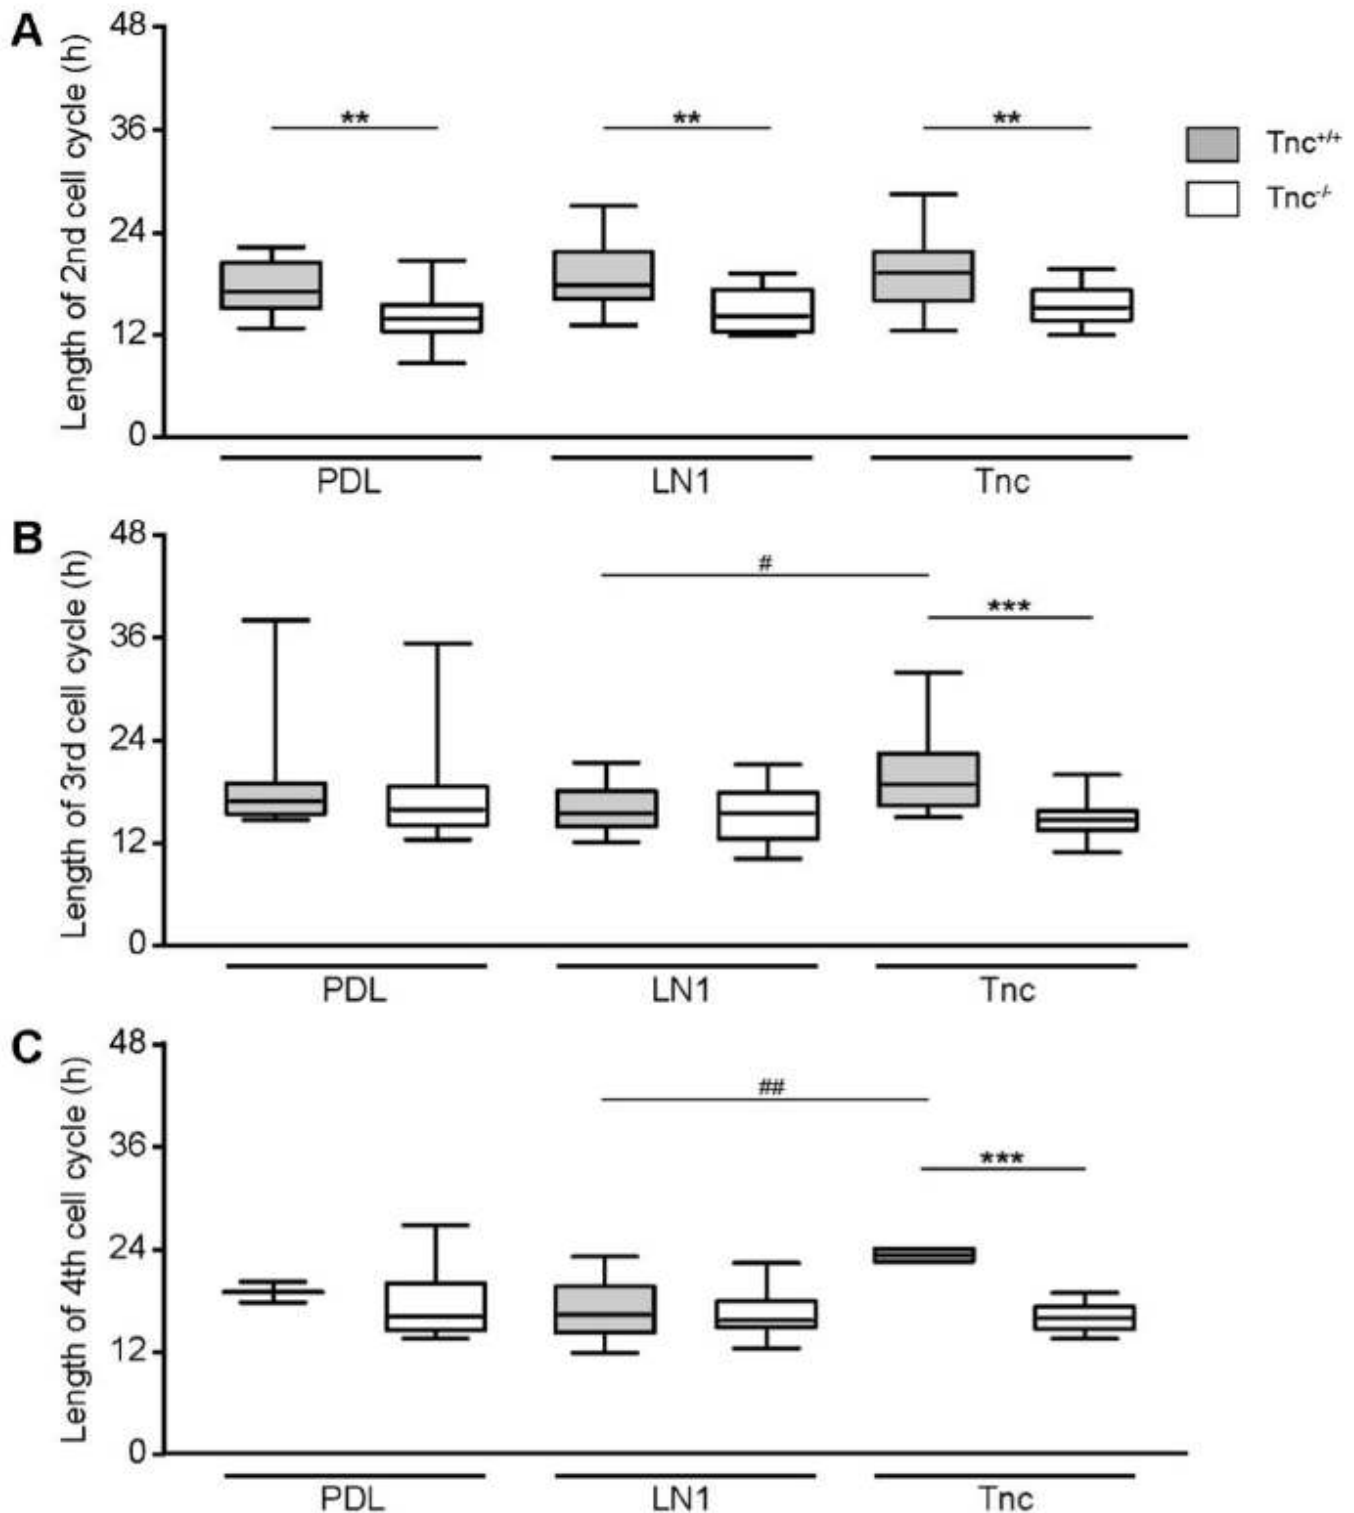 A
Length of 2nd cell cycle (h)
48
36
24
12
0
**
**
**
Tnc+/+
Tnc-/-
PDL
LN1
Tnc
B
Length of 3rd cell cycle (h)
48
36
24
12
0
#
***
PDL
LN1
Tnc
C
Length of 4th cell cycle (h)
48
36
24
12
0
##
***
PDL
LN1
Tnc